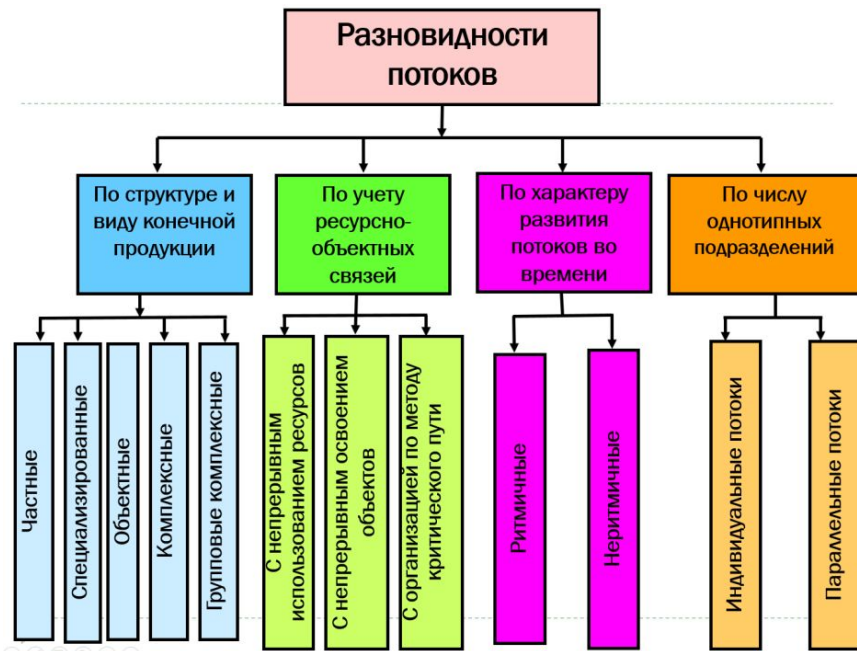 Разновидности
потоков
По структуре и
виду конечной
продукции
По учету
ресурсно-
объектных
связей
По характеру
развития
потоков во
времени
По числу
однотипных
подразделений
Частные
Специализированные
Объектные
Комплексные
Групповые комплексные
С непрерывным
использованием ресурсов
С непрерывным освоением
объектов
С организацией по методу
критического пути
Ритмичные
Неритмичные
Индивидуальные потоки
Параллельные потоки